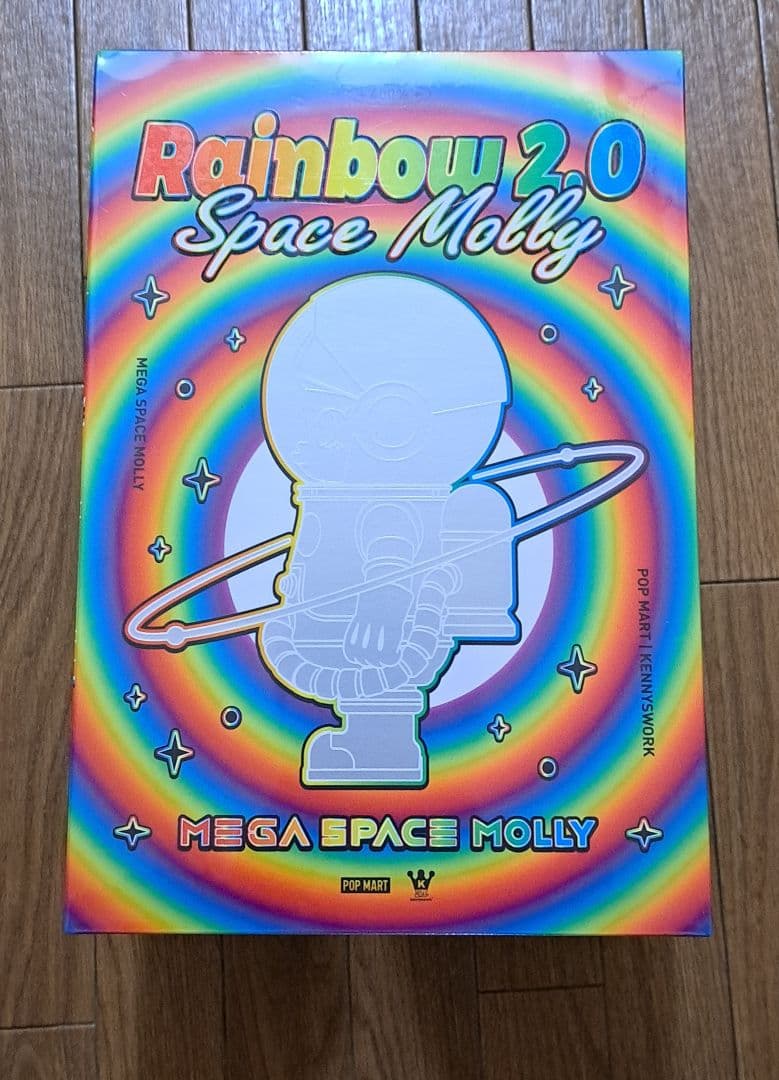 Rainbow 2.0
Space Molly
MEGA SPACE MOLLY
POP MART | KENNYSWORK
MEGA SPACE MOLLY
POP MART
K